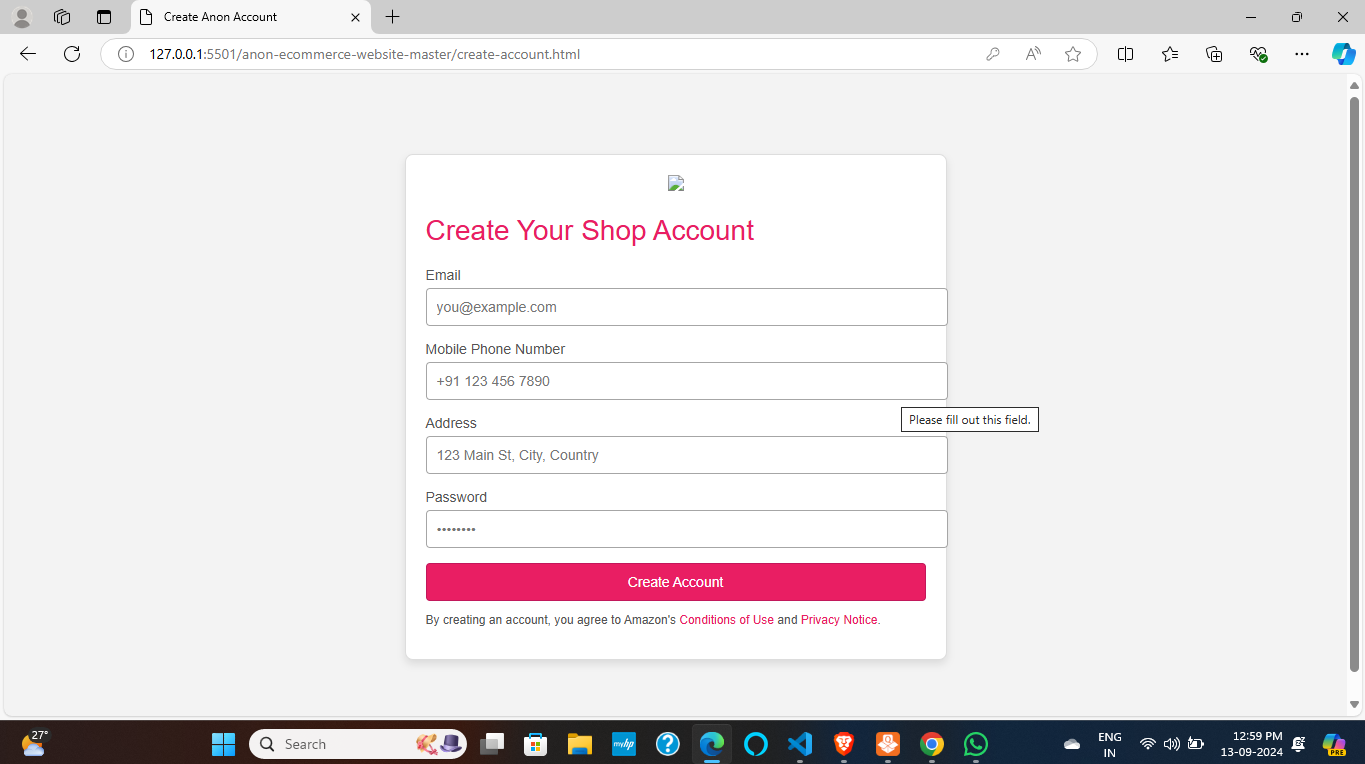 Create Anon Account
127.0.0.1:5501/anon-ecommerce-website-master/create-account.html
Create Your Shop Account
Email
you@example.com
Mobile Phone Number
+91 123 456 7890
Please fill out this field.
Address
123 Main St, City, Country
Password
••••••••
Create Account
By creating an account, you agree to Amazon's Conditions of Use and Privacy Notice.
27°
Search
myhp
ENG
IN
12:59 PM
13-09-2024
PRE